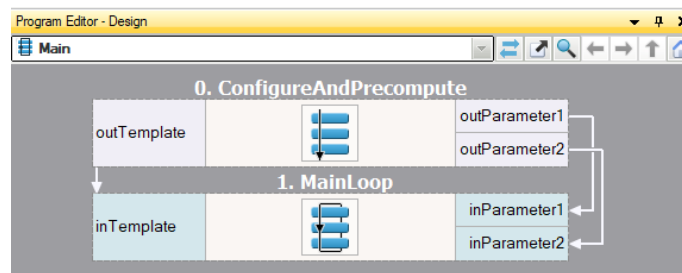 Program Editor - Design
Main
0. ConfigureAndPrecompute
outTemplate
outParameter1
outParameter2
1. MainLoop
inTemplate
inParameter1
inParameter2